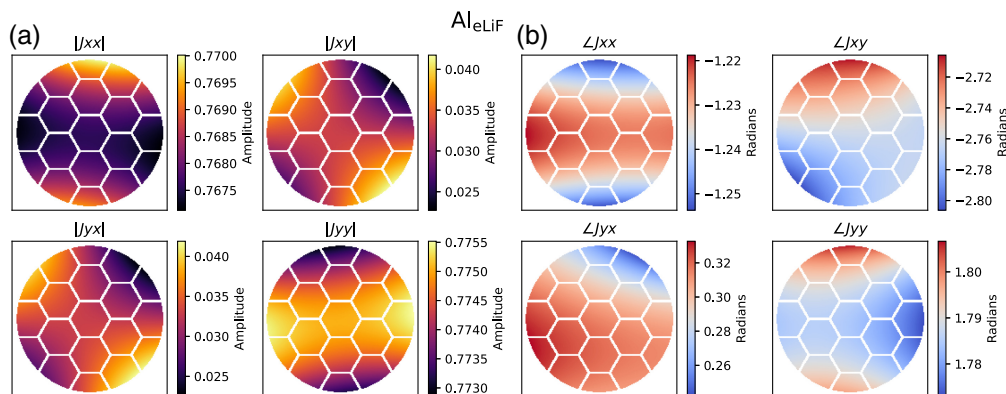 Al_eLiF
(a)
|Jxx|
0.7700
0.7695
0.7690
0.7685
0.7680
0.7675
Amplitude
|Jxy|
0.040
0.035
0.030
0.025
Amplitude
(b)
∠Jxx
−1.22
−1.23
−1.24
−1.25
Radians
∠Jxy
−2.72
−2.74
−2.76
−2.78
−2.80
Radians
|Jyx|
0.040
0.035
0.030
0.025
Amplitude
|Jyy|
0.7755
0.7750
0.7745
0.7740
0.7735
0.7730
Amplitude
∠Jyx
0.32
0.30
0.28
0.26
Radians
∠Jyy
1.80
1.79
1.78
Radians